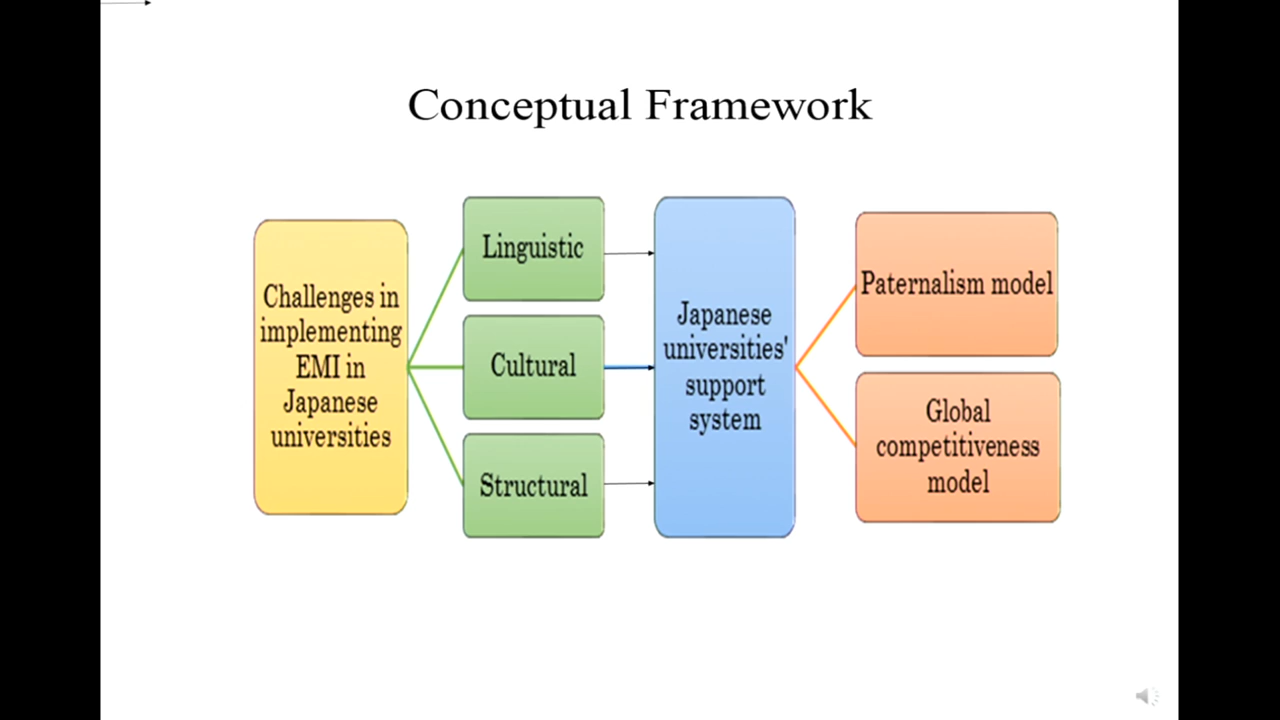 Conceptual Framework
Challenges in
implementing
EMI in
Japanese
universities
Linguistic
Cultural
Structural
Japanese
universities'
support
system
Paternalism model
Global
competitiveness
model